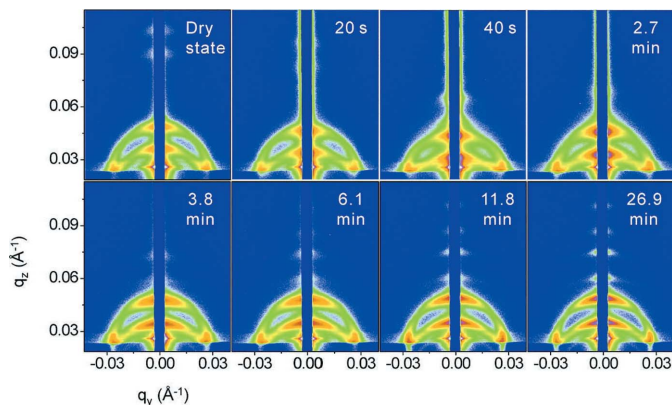 Dry
state
20 s
40 s
2.7
min
0.09
0.06
0.03
3.8
min
6.1
min
11.8
min
26.9
min
0.09
0.06
0.03
q_z (Å⁻¹)
-0.03 0.00 0.03 -0.03 0.00 0.03 -0.03 0.00 0.03 -0.03 0.00 0.03
q_y (Å⁻¹)